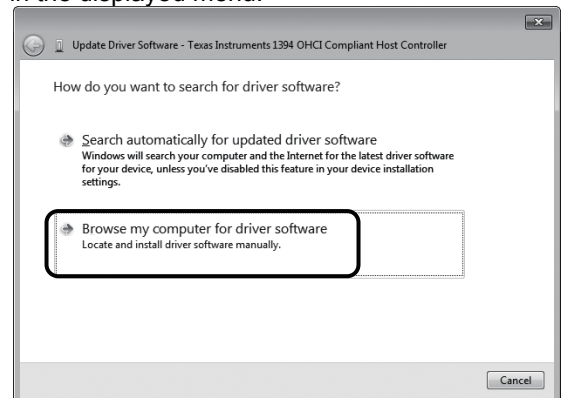 in the displayed menu.
Update Driver Software - Texas Instruments 1394 OHCI Compliant Host Controller
How do you want to search for driver software?
Search automatically for updated driver software
Windows will search your computer and the Internet for the latest driver software
for your device, unless you've disabled this feature in your device installation
settings.
Browse my computer for driver software
Locate and install driver software manually.
Cancel